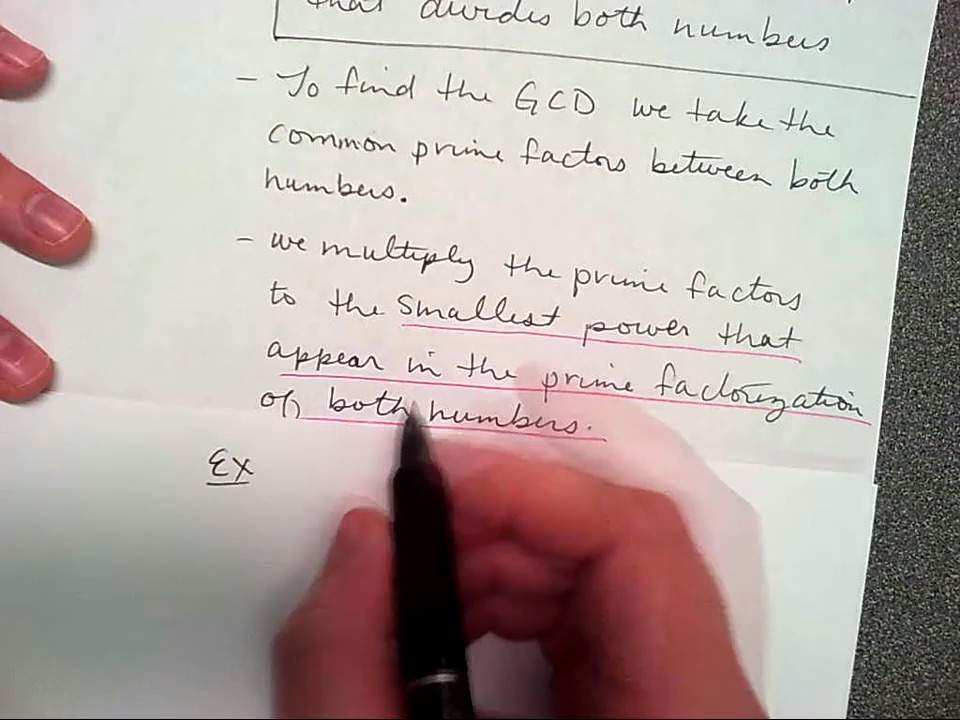 that divides both numbers
- To find the GCD we take the
common prime factors between both
numbers.
- we multiply the prime factors
to the smallest power that
appear in the prime factorization
of both numbers.
Ex